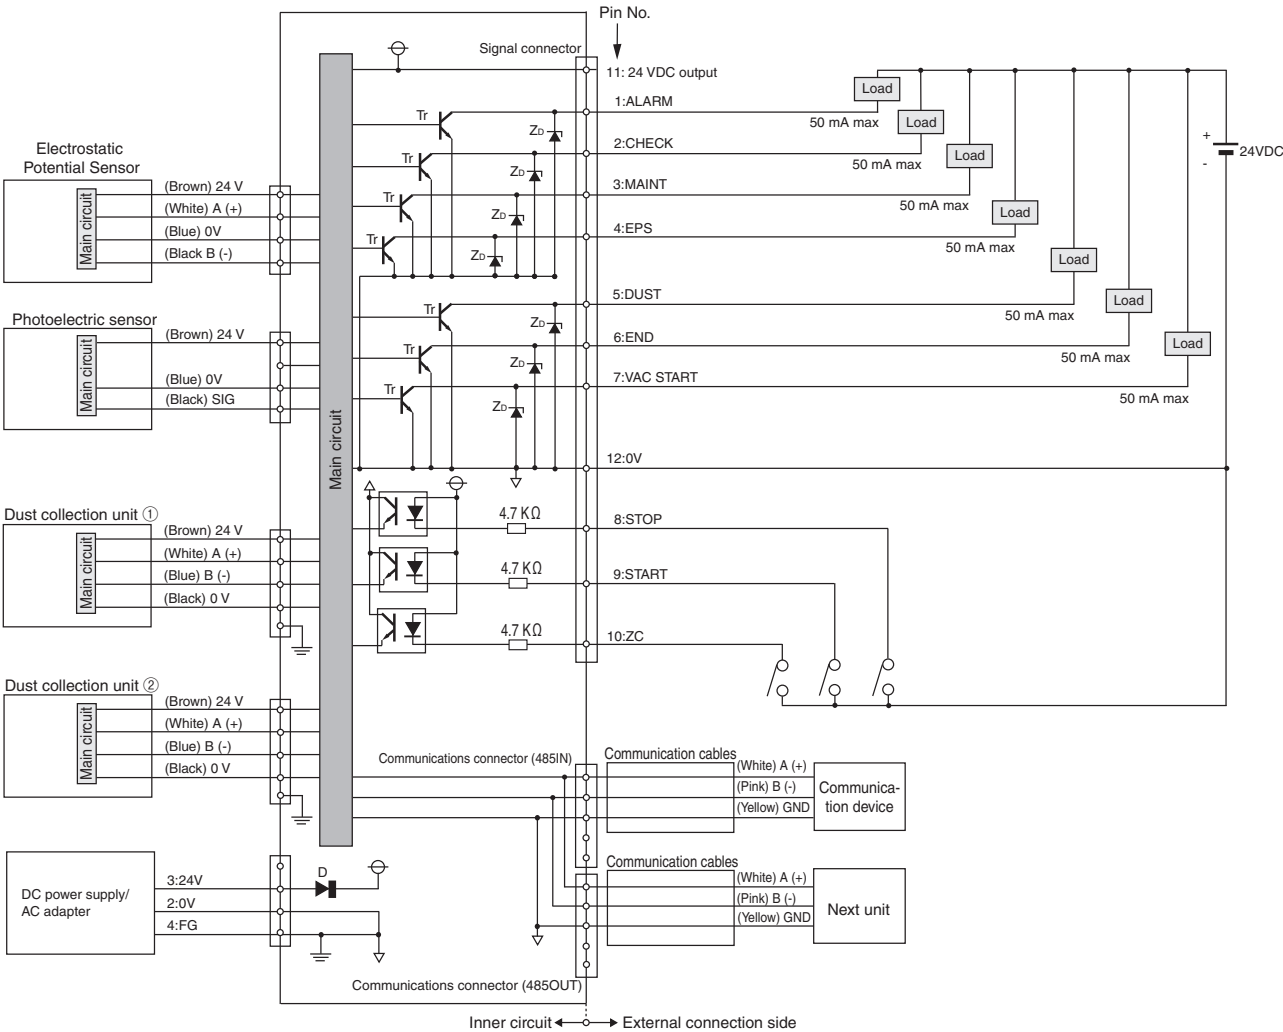 Pin No.
Signal connector
11: 24 VDC output
Tr
1:ALARM
ZD
50 mA max
Load
Tr
2:CHECK
ZD
50 mA max
Load
Tr
3:MAINT
ZD
50 mA max
Load
Tr
4:EPS
ZD
50 mA max
Load
+
-
24VDC
Electrostatic
Potential Sensor
Main circuit
(Brown) 24 V
(White) A (+)
(Blue) 0V
(Black B (-)
Tr
5:DUST
ZD
50 mA max
Load
Tr
6:END
ZD
50 mA max
Load
Tr
7:VAC START
ZD
50 mA max
Load
Photoelectric sensor
Main circuit
(Brown) 24 V
(Blue) 0V
(Black) SIG
Main circuit
12:0V
4.7 KΩ
8:STOP
4.7 KΩ
9:START
4.7 KΩ
10:ZC
Dust collection unit ①
Main circuit
(Brown) 24 V
(White) A (+)
(Blue) B (-)
(Black) 0 V
Dust collection unit ②
Main circuit
(Brown) 24 V
(White) A (+)
(Blue) B (-)
(Black) 0 V
Communications connector (485IN)
Communication cables
(White) A (+)
(Pink) B (-)
(Yellow) GND
Communica-
tion device
DC power supply/
AC adapter
3:24V
2:0V
4:FG
D
Communication cables
(White) A (+)
(Pink) B (-)
(Yellow) GND
Next unit
Communications connector (485OUT)
Inner circuit
External connection side